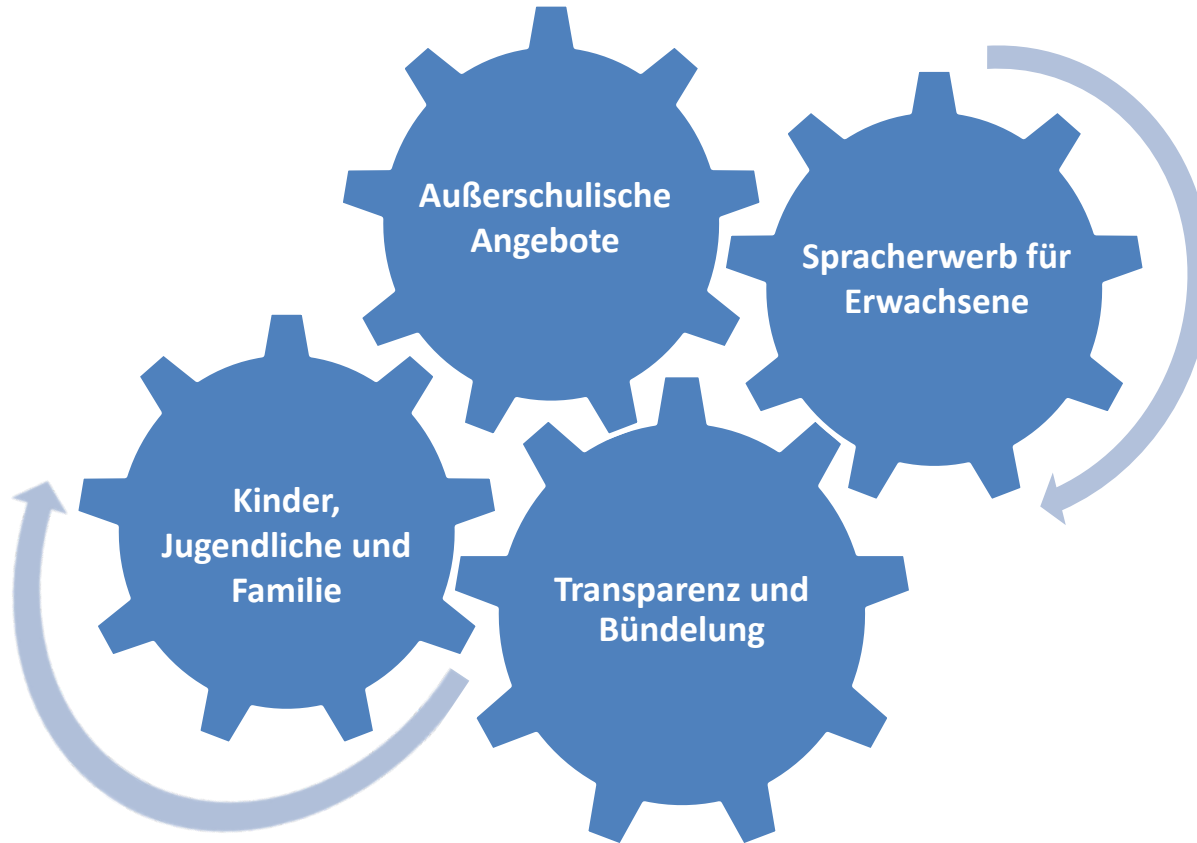 Außerschulische
Angebote
Spracherwerb für
Erwachsene
Kinder,
Jugendliche und
Familie
Transparenz und
Bündelung